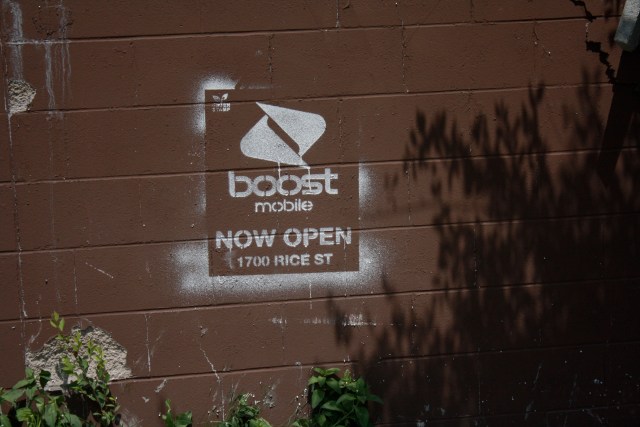 boost
mobile
NOW OPEN
1700 RICE ST